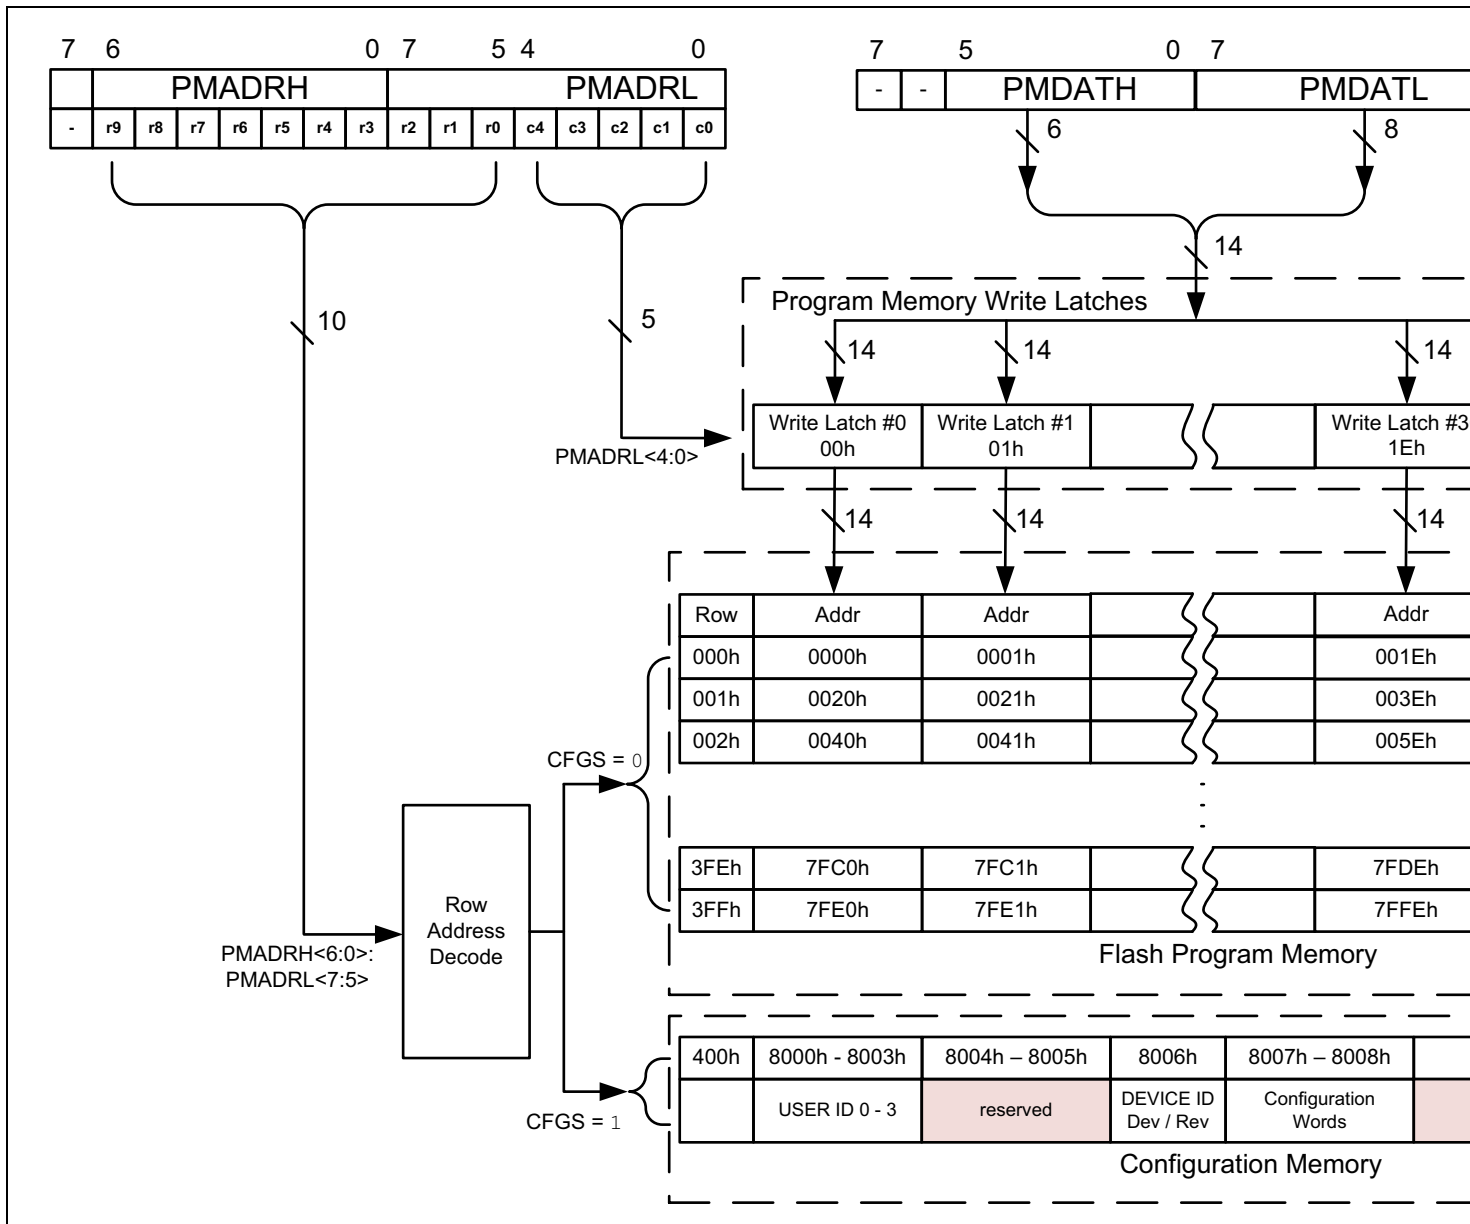 7 6 0 7 5 4 0
7 5 0 7
PMADRH PMADRL
- - PMDATH PMDATL
- r9 r8 r7 r6 r5 r4 r3 r2 r1 r0 c4 c3 c2 c1 c0
6 8
14
Program Memory Write Latches
10 5
14 14 14
Write Latch #0 Write Latch #1 Write Latch #3
00h 01h 1Eh
PMADRL<4:0>
14 14 14
Row Addr Addr Addr
000h 0000h 0001h 001Eh
001h 0020h 0021h 003Eh
002h 0040h 0041h 005Eh
CFGS = 0
3FEh 7FC0h 7FC1h 7FDEh
3FFh 7FE0h 7FE1h 7FFEh
Row
Address
Decode
PMADRH<6:0>:
PMADRL<7:5>
Flash Program Memory
400h 8000h - 8003h 8004h – 8005h 8006h 8007h – 8008h
USER ID 0 - 3 reserved DEVICE ID Configuration
Dev / Rev Words
CFGS = 1
Configuration Memory